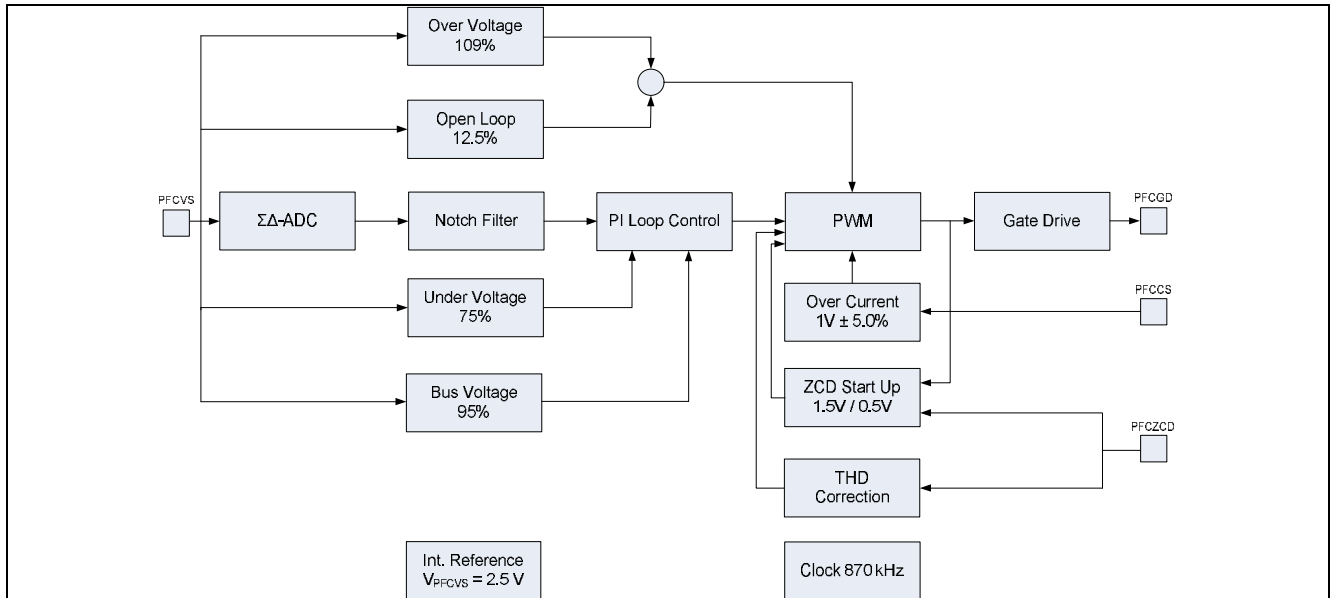 Over Voltage
109%
Open Loop
12.5%
PFCVS
ΣΔ-ADC
Notch Filter
PI Loop Control
PWM
Gate Drive
PFCGD
Under Voltage
75%
Over Current
1V ± 5.0%
PFCCS
Bus Voltage
95%
ZCD Start Up
1.5V / 0.5V
PFCZCD
THD
Correction
Int. Reference
VPFCVS = 2.5 V
Clock 870 kHz